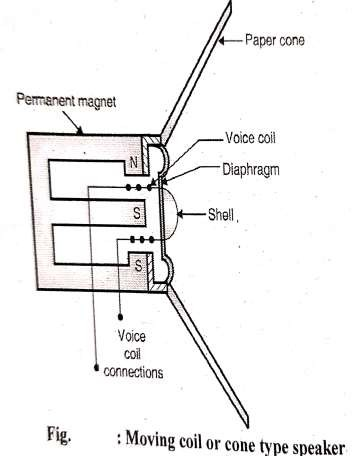 Paper cone
Permanent magnet
Voice coil
N
Diaphragm
S
Shell
S
Voice
coil
connections
Fig. : Moving coil or cone type speaker